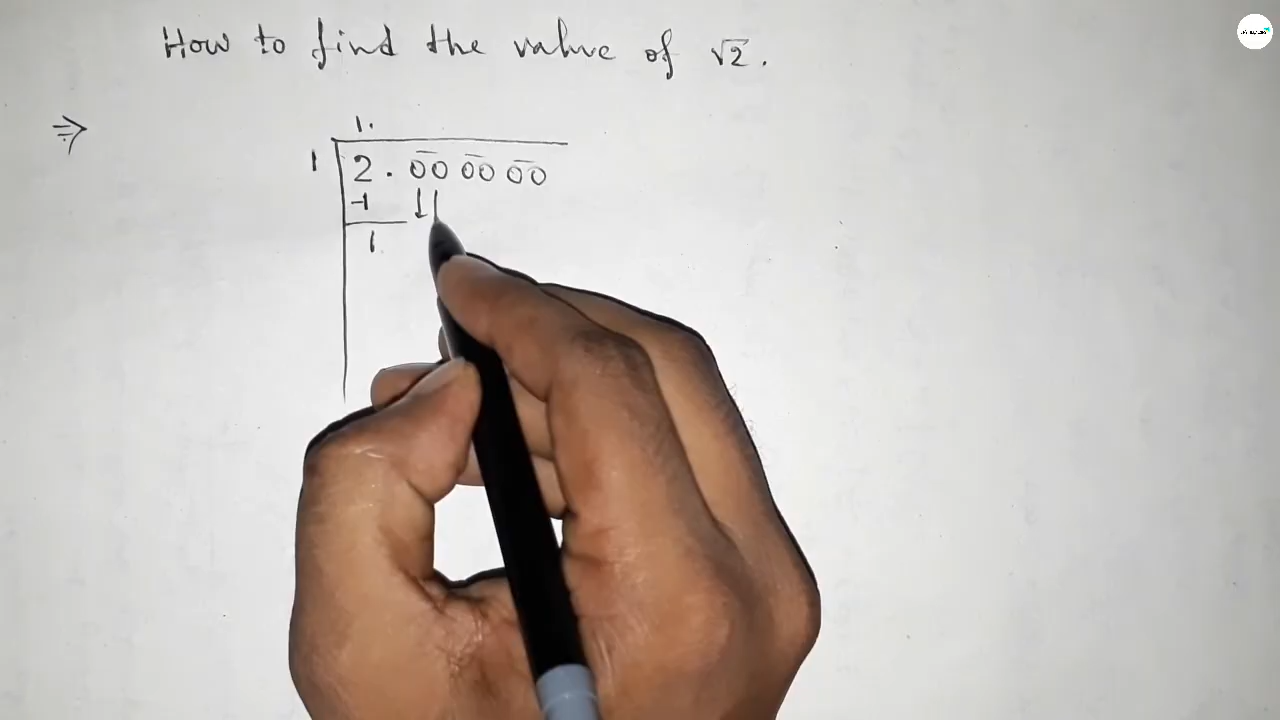 How to find the value of √2.
⇒
1.
1 2 . 00 00 00
-1 ↓↓
1